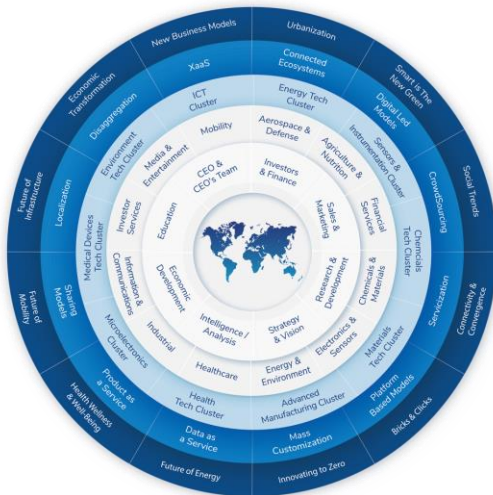 New Business Models
Urbanization
Smart is The
New Green
Social Trends
Connectivity &
Convergence
Bricks & Clicks
Innovating to Zero
Future of Energy
Health Wellness
& Well-Being
Future of
Mobility
Future of
Infrastructure
Economic
Transformation
XaaS
Connected
Ecosystems
Digital Led
Models
CrowdSourcing
Servicization
Platform
Based Models
Mass
Customization
Data as
a Service
Product as
a Service
Sharing
Models
Localization
Disaggregation
ICT
Cluster
Energy Tech
Cluster
Sensors &
Instrumentation Cluster
Chemcials
Tech Cluster
Materials
Tech Cluster
Advanced
Manufacturing Cluster
Health
Tech Cluster
Microelectronics
Cluster
Medical Devices
Tech Cluster
Environment
Tech Cluster
Mobility
Aerospace &
Defense
Agriculture &
Nutrition
Financial
Services
Chemicals &
Materials
Electronics &
Sensors
Energy &
Environment
Healthcare
Industrial
Information &
Communications
Investor
Services
Media &
Entertainment
CEO &
CEO's Team
Investors
& Finance
Sales &
Marketing
Research &
Development
Strategy
& Vision
Intelligence /
Analysis
Economic
Development
Education